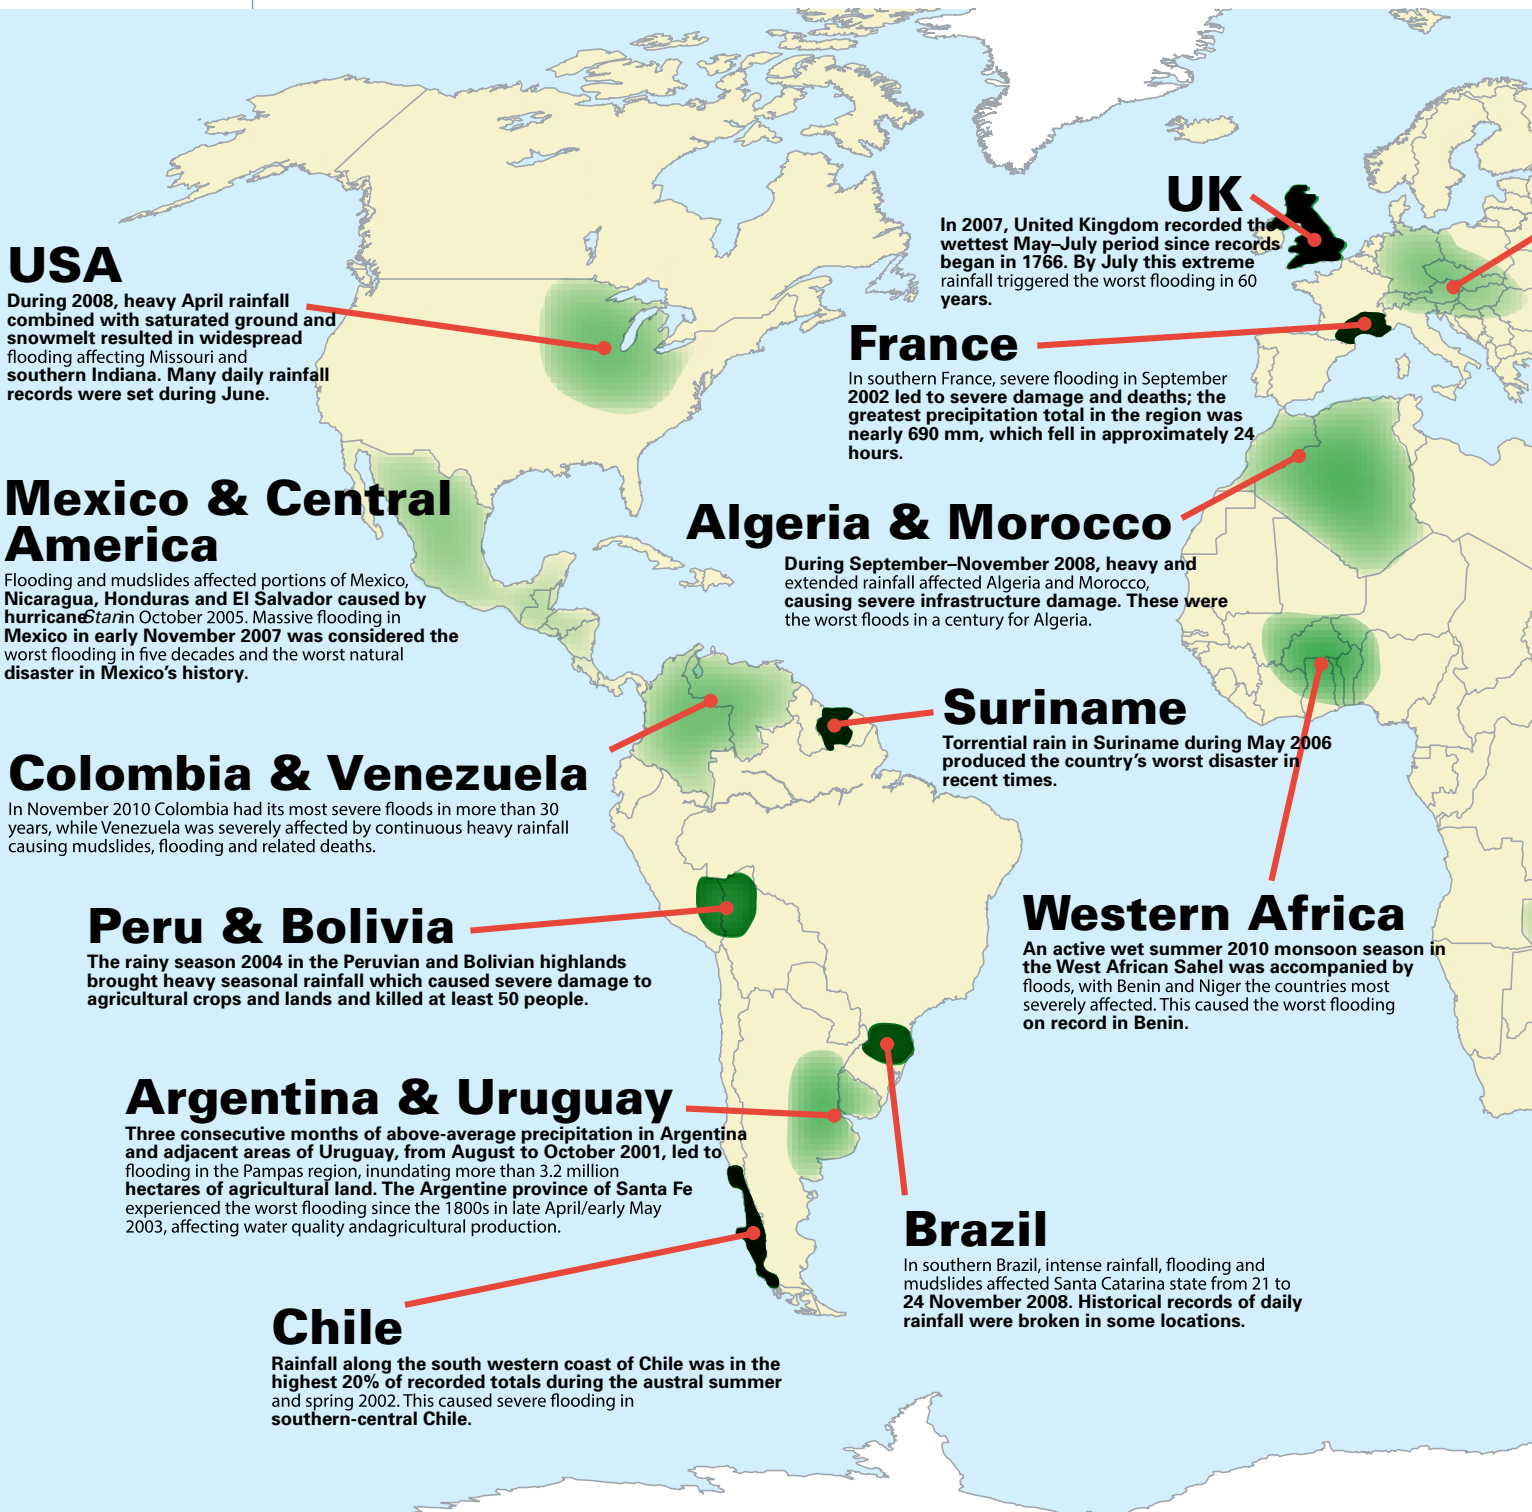 USA
During 2008, heavy April rainfall
combined with saturated ground and
snowmelt resulted in widespread
flooding affecting Missouri and
southern Indiana. Many daily rainfall
records were set during June.
UK
In 2007, United Kingdom recorded the
wettest May–July period since records
began in 1766. By July this extreme
rainfall triggered the worst flooding in 60
years.
France
In southern France, severe flooding in September
2002 led to severe damage and deaths; the
greatest precipitation total in the region was
nearly 690 mm, which fell in approximately 24
hours.
Mexico & Central
America
Flooding and mudslides affected portions of Mexico,
Nicaragua, Honduras and El Salvador caused by
hurricane Stan in October 2005. Massive flooding in
Mexico in early November 2007 was considered the
worst flooding in five decades and the worst natural
disaster in Mexico's history.
Algeria & Morocco
During September–November 2008, heavy and
extended rainfall affected Algeria and Morocco,
causing severe infrastructure damage. These were
the worst floods in a century for Algeria.
Suriname
Torrential rain in Suriname during May 2006
produced the country's worst disaster in
recent times.
Colombia & Venezuela
In November 2010 Colombia had its most severe floods in more than 30
years, while Venezuela was severely affected by continuous heavy rainfall
causing mudslides, flooding and related deaths.
Peru & Bolivia
The rainy season 2004 in the Peruvian and Bolivian highlands
brought heavy seasonal rainfall which caused severe damage to
agricultural crops and lands and killed at least 50 people.
Western Africa
An active wet summer 2010 monsoon season in
the West African Sahel was accompanied by
floods, with Benin and Niger the countries most
severely affected. This caused the worst flooding
on record in Benin.
Argentina & Uruguay
Three consecutive months of above-average precipitation in Argentina
and adjacent areas of Uruguay, from August to October 2001, led to
flooding in the Pampas region, inundating more than 3.2 million
hectares of agricultural land. The Argentine province of Santa Fe
experienced the worst flooding since the 1800s in late April/early May
2003, affecting water quality andagricultural production.
Brazil
In southern Brazil, intense rainfall, flooding and
mudslides affected Santa Catarina state from 21 to
24 November 2008. Historical records of daily
rainfall were broken in some locations.
Chile
Rainfall along the south western coast of Chile was in the
highest 20% of recorded totals during the austral summer
and spring 2002. This caused severe flooding in
southern-central Chile.